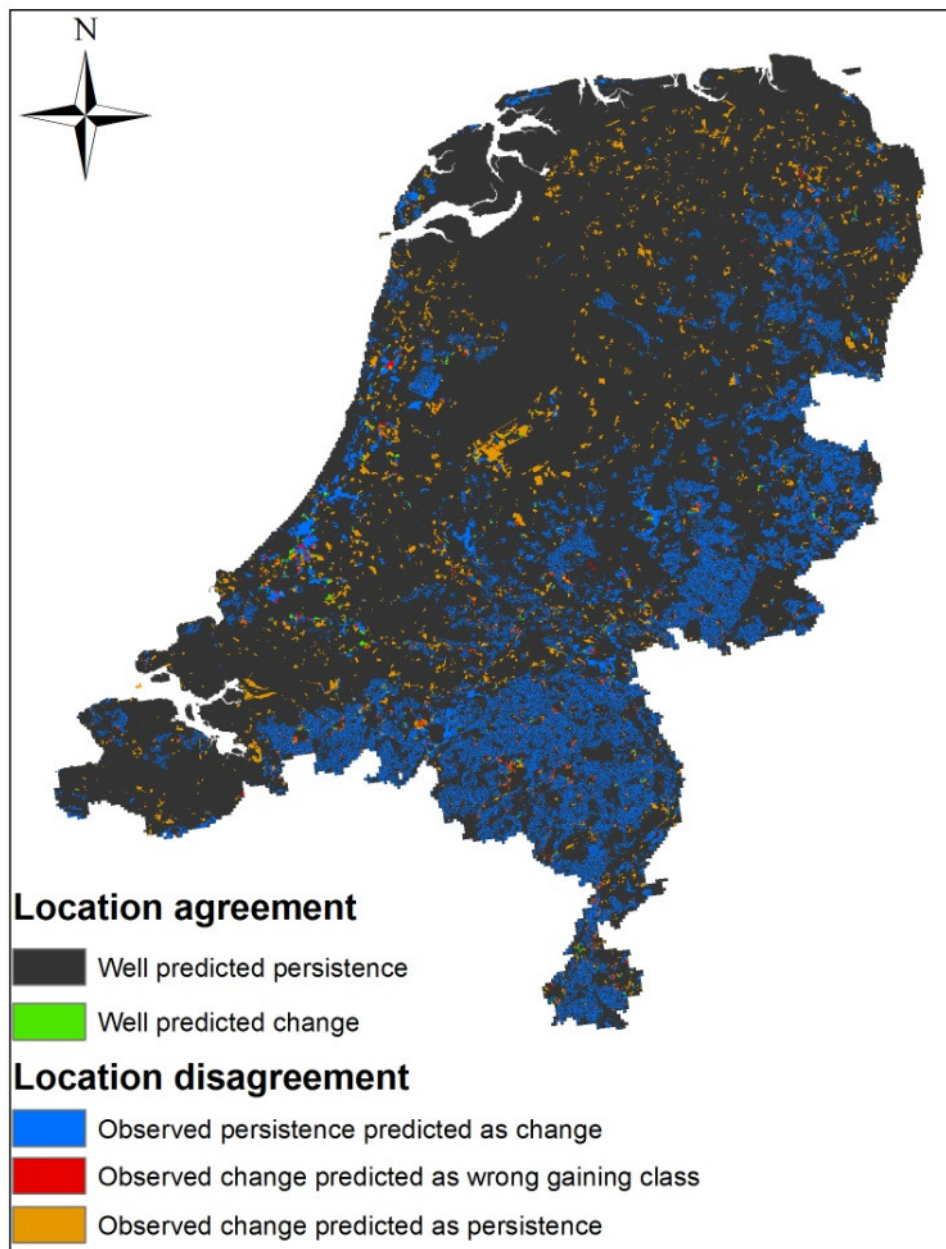 N
Location agreement
Well predicted persistence
Well predicted change
Location disagreement
Observed persistence predicted as change
Observed change predicted as wrong gaining class
Observed change predicted as persistence